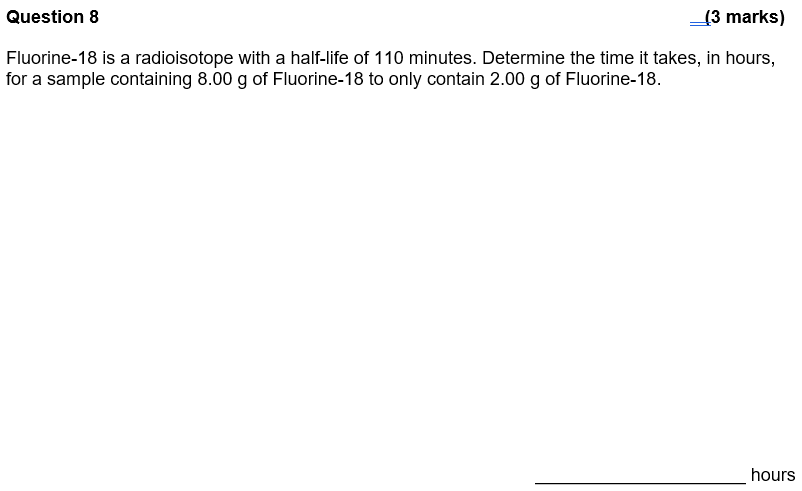 Question 8 (3 marks)
Fluorine-18 is a radioisotope with a half-life of 110 minutes. Determine the time it takes, in hours,
for a sample containing 8.00 g of Fluorine-18 to only contain 2.00 g of Fluorine-18.
hours